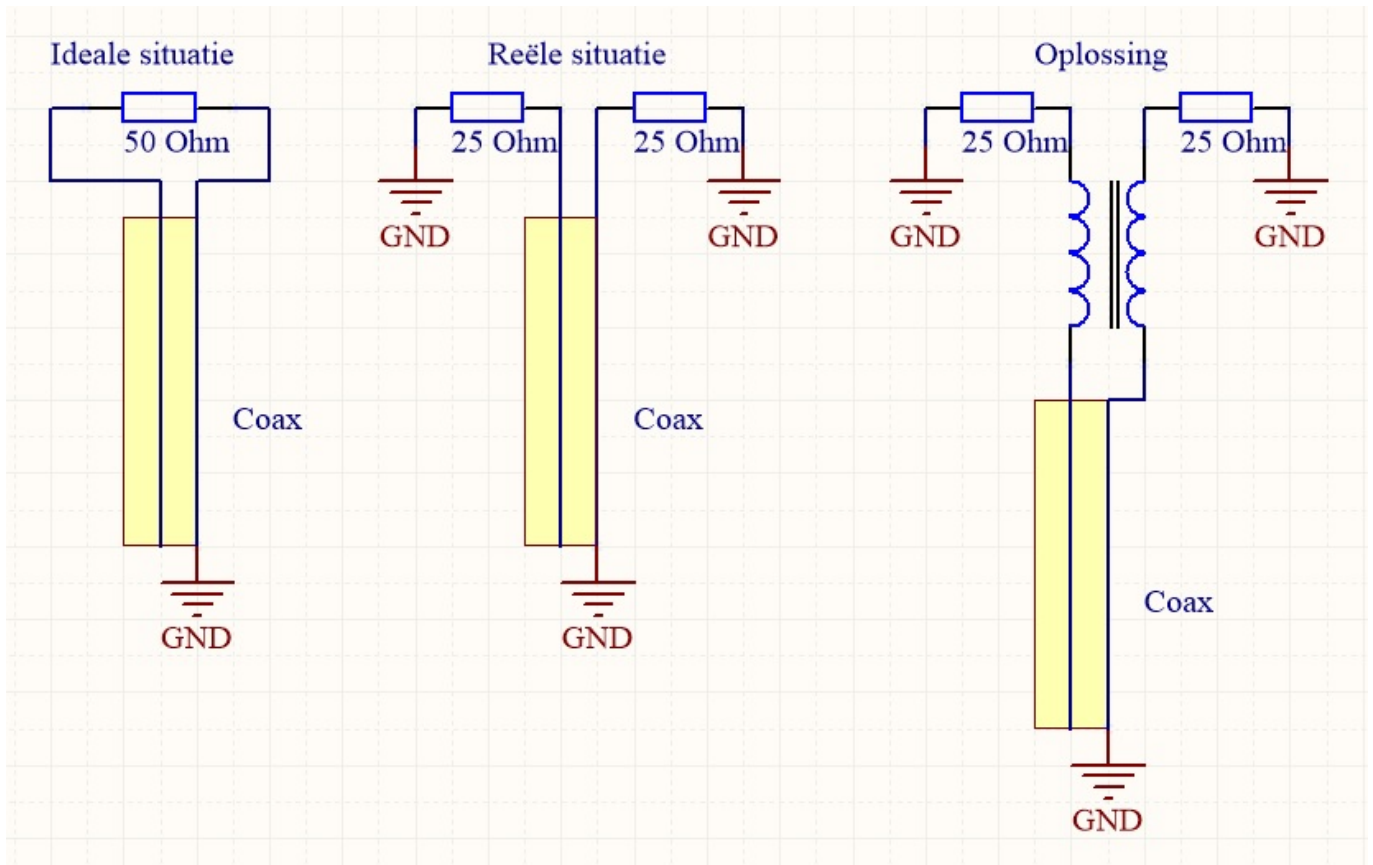 Ideale situatie
50 Ohm
Coax
GND
Reële situatie
25 Ohm
25 Ohm
GND
GND
Coax
GND
Oplossing
25 Ohm
25 Ohm
GND
GND
Coax
GND